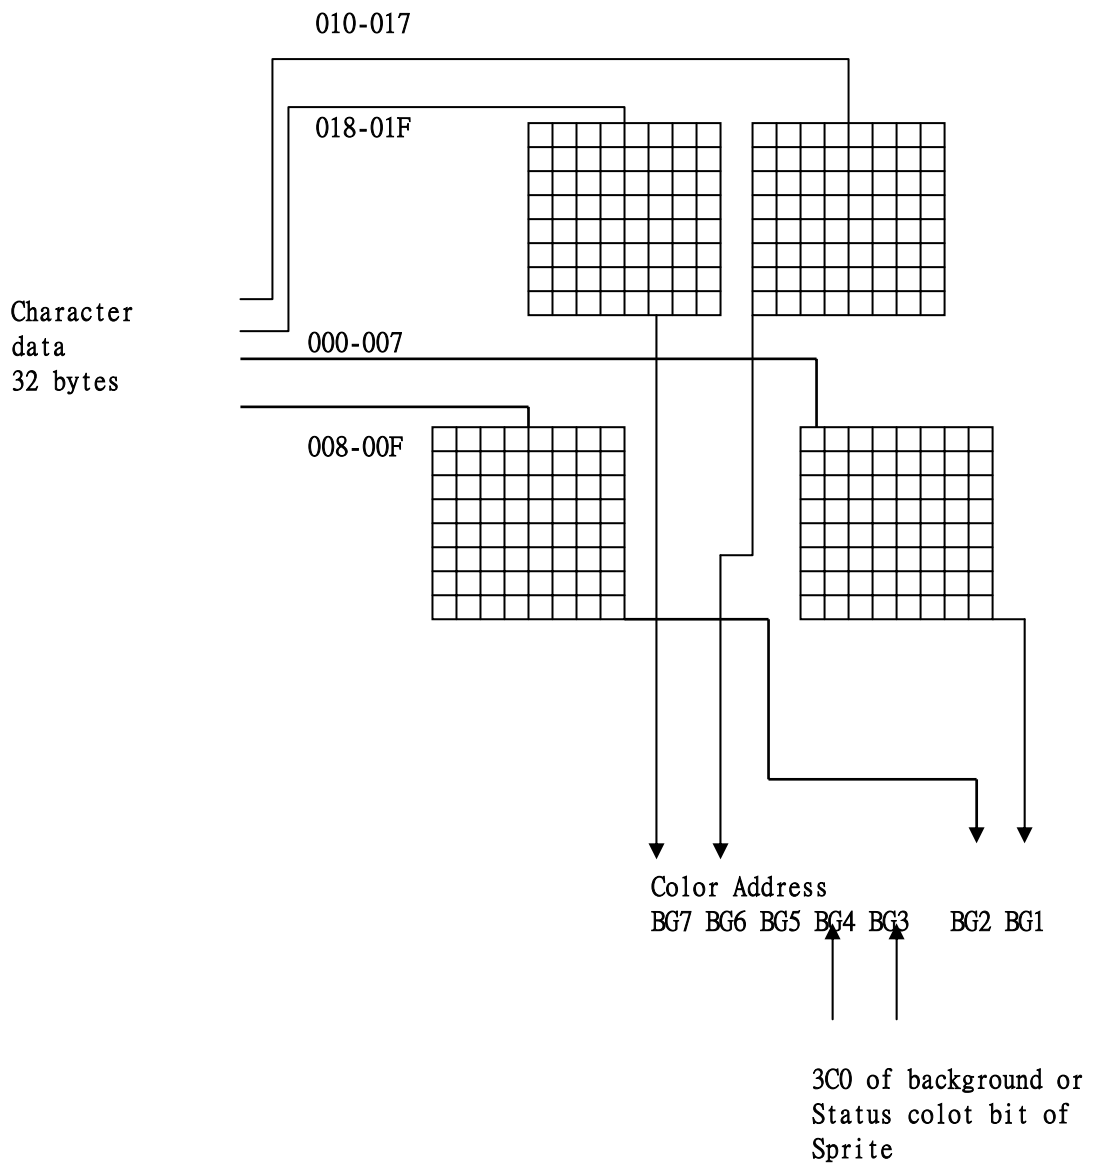 010-017
018-01F
Character
data
32 bytes
000-007
008-00F
Color Address
BG7 BG6 BG5 BG4 BG3 BG2 BG1
3C0 of background or
Status colot bit of
Sprite